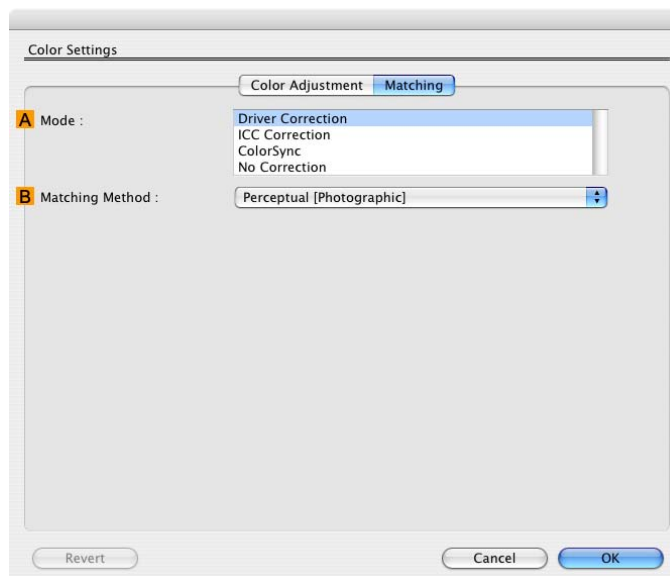 Color Settings
Color Adjustment Matching
A Mode :
Driver Correction
ICC Correction
ColorSync
No Correction
B Matching Method : Perceptual [Photographic]
Revert Cancel OK